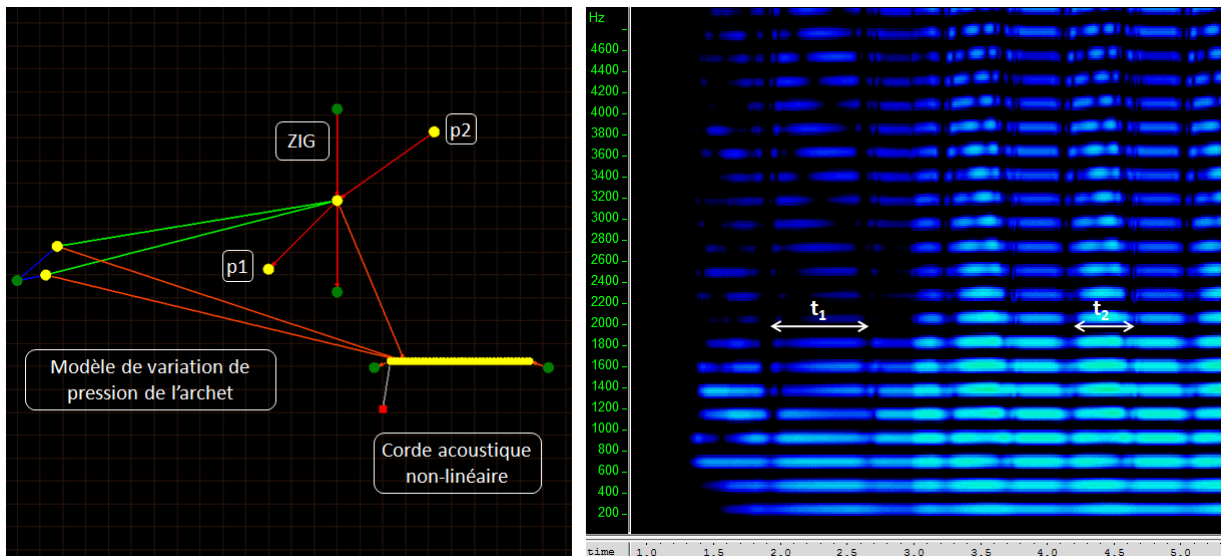 ZIG
p2
p1
Modèle de variation de
pression de l’archet
Corde acoustique
non-linéaire
Hz
4600
4400
4200
4000
3800
3600
3400
3200
3000
2800
2600
2400
2200
2000
1800
1600
1400
1200
1000
800
600
400
200
t1
t2
time 1.0 1.5 2.0 2.5 3.0 3.5 4.0 4.5 5.0